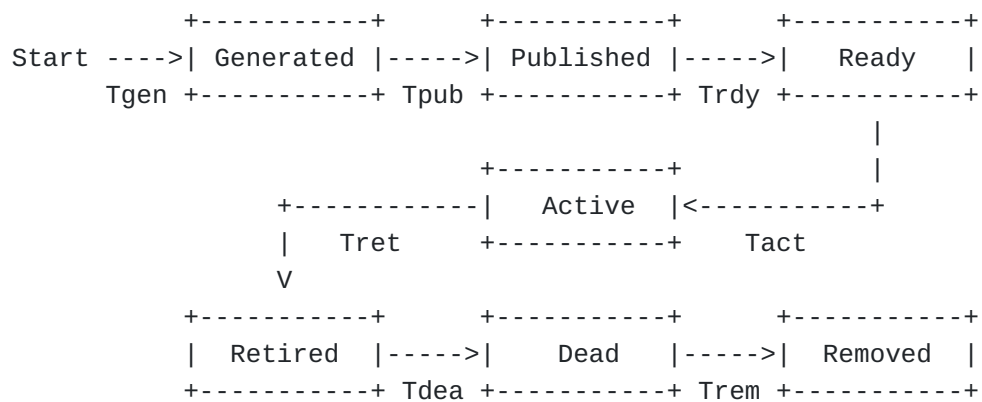 Start Generated Published Ready
Tgen Tpub Trdy
Active
Tret Tact
V
Retired Dead Removed
Tdea Trem